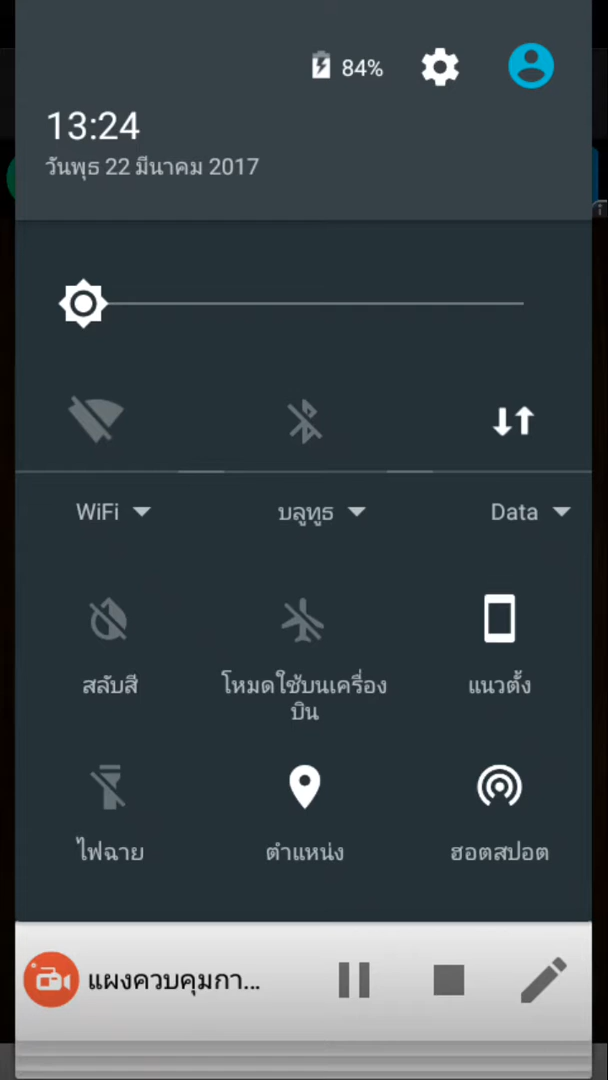 84%
13:24
วันพุธ 22 มีนาคม 2017
WiFi
บลูทูธ
Data
สลับสี
โหมดใช้บนเครื่อง
บิน
แนวตั้ง
ไฟฉาย
ตำแหน่ง
ฮอตสปอต
แผงควบคุมกา...